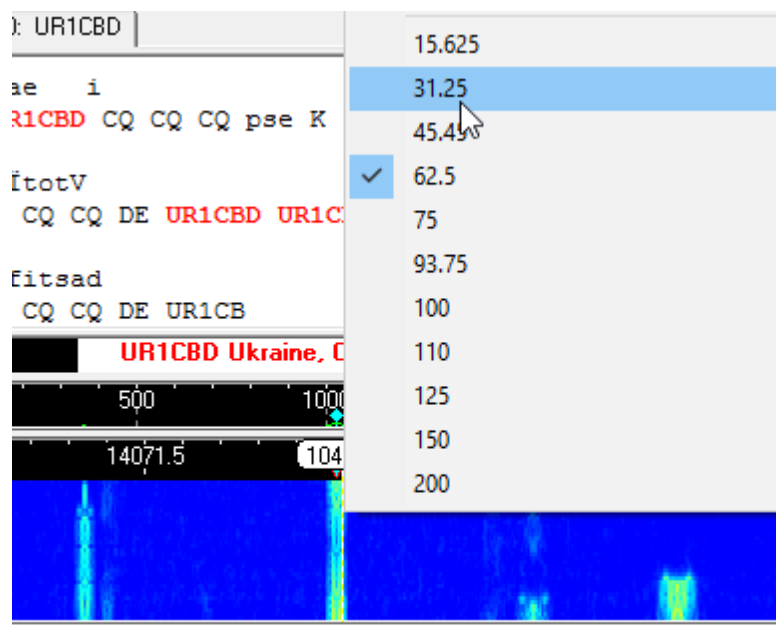 ): UR1CBD
ae i
R1CBD CQ CQ CQ pse K
ÍtotV
CQ CQ DE UR1CBD UR1C
fitsad
CQ CQ DE UR1CB
UR1CBD Ukraine,
500 1000
14071.5 104
15.625
31.25
45.45
62.5
75
93.75
100
110
125
150
200